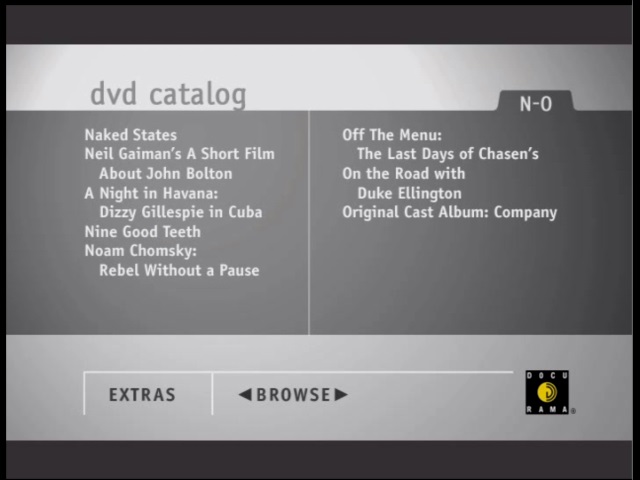 dvd catalog
N-O
Naked States
Neil Gaiman's A Short Film
About John Bolton
A Night in Havana:
Dizzy Gillespie in Cuba
Nine Good Teeth
Noam Chomsky:
Rebel Without a Pause
Off The Menu:
The Last Days of Chasen's
On the Road with
Duke Ellington
Original Cast Album: Company
EXTRAS
◀BROWSE▶
DOCU
RAMA®